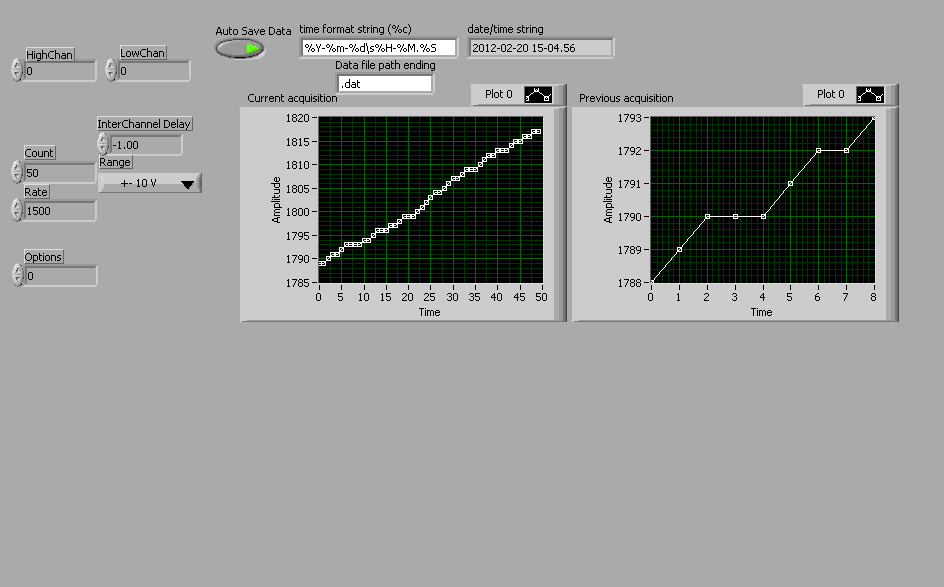 Auto Save Data
time format string (%c)
%Y-%m-%d\s%H-%M.%S
date/time string
2012-02-20 15-04.56
HighChan
0
LowChan
0
Data file path ending
.dat
InterChannel Delay
-1.00
Count
50
Range
+- 10 V
Rate
1500
Options
0
Current acquisition
Plot 0
1820
1815
1810
1805
1800
1795
1790
1785
Amplitude
0 5 10 15 20 25 30 35 40 45 50
Time
Previous acquisition
Plot 0
1793
1792
1791
1790
1789
1788
Amplitude
0 1 2 3 4 5 6 7 8
Time